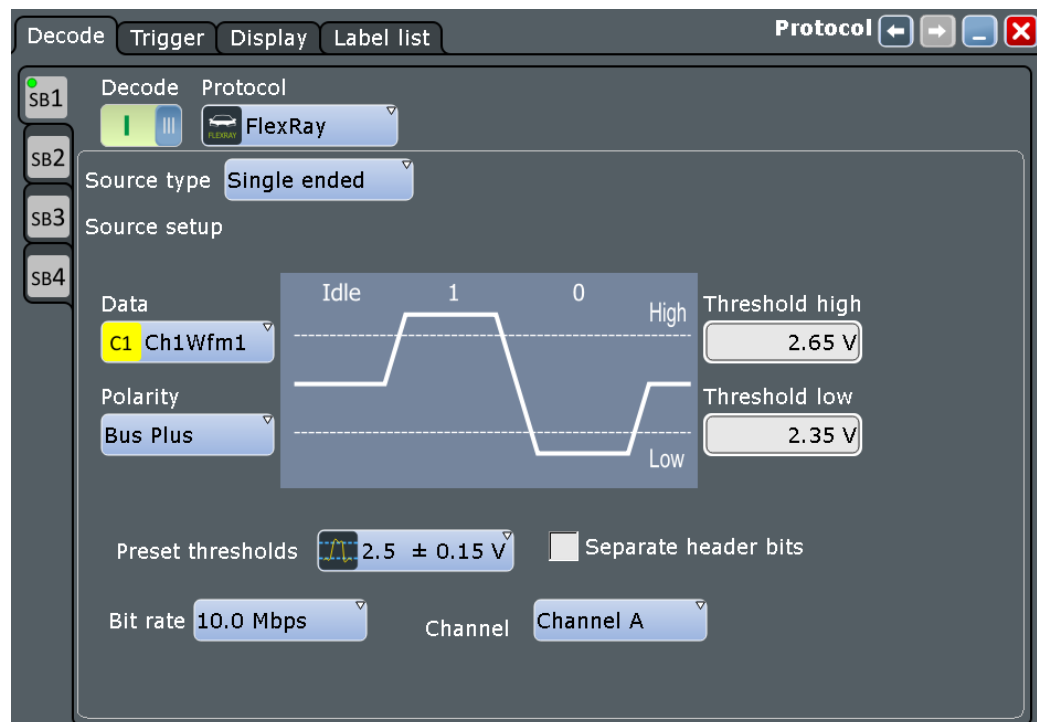 Decode Trigger Display Label list Protocol
SB1 Decode Protocol
FLEXRAY FlexRay
SB2
Source type Single ended
SB3 Source setup
SB4
Idle 1 0
Data High Threshold high
C1 Ch1Wfm1 2.65 V
Polarity Threshold low
Bus Plus 2.35 V
Low
Preset thresholds 2.5 ± 0.15 V Separate header bits
Bit rate 10.0 Mbps Channel Channel A